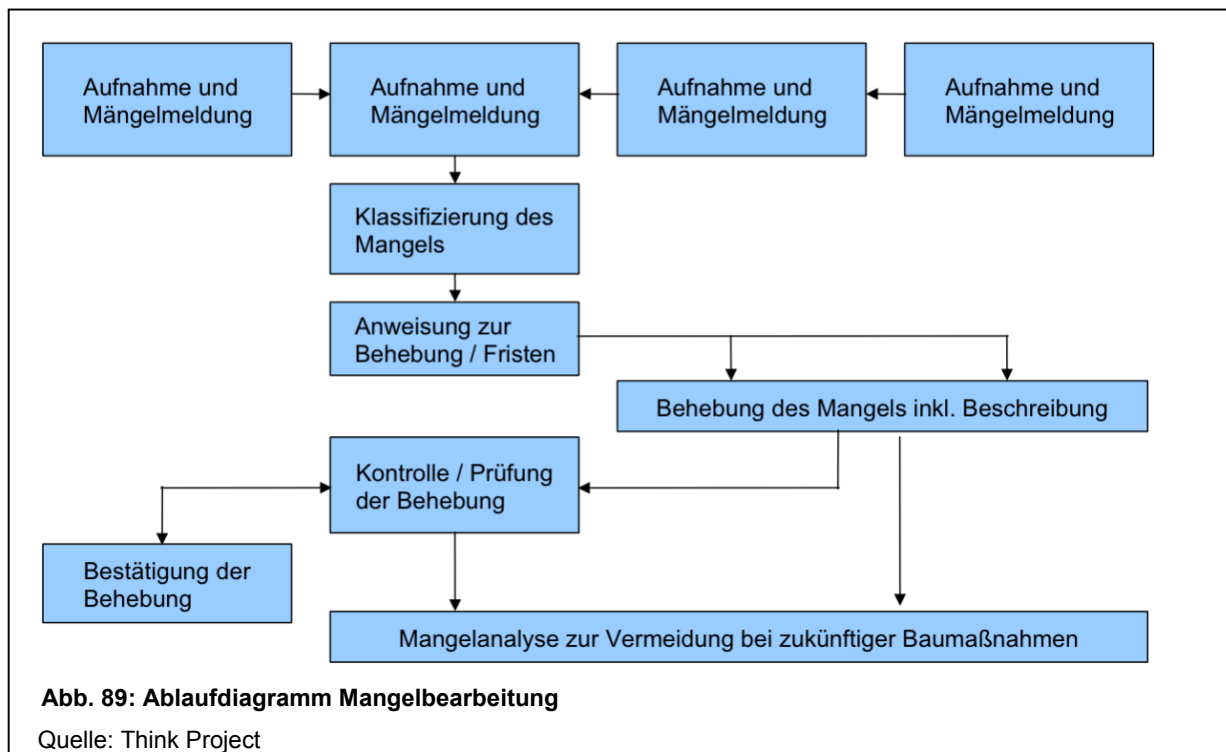 Aufnahme und
Mängelmeldung
Aufnahme und
Mängelmeldung
Aufnahme und
Mängelmeldung
Aufnahme und
Mängelmeldung
Klassifizierung des
Mangels
Anweisung zur
Behebung / Fristen
Behebung des Mangels inkl. Beschreibung
Kontrolle / Prüfung
der Behebung
Bestätigung der
Behebung
Mangelanalyse zur Vermeidung bei zukünftiger Baumaßnahmen
Abb. 89: Ablaufdiagramm Mangelbearbeitung
Quelle: Think Project